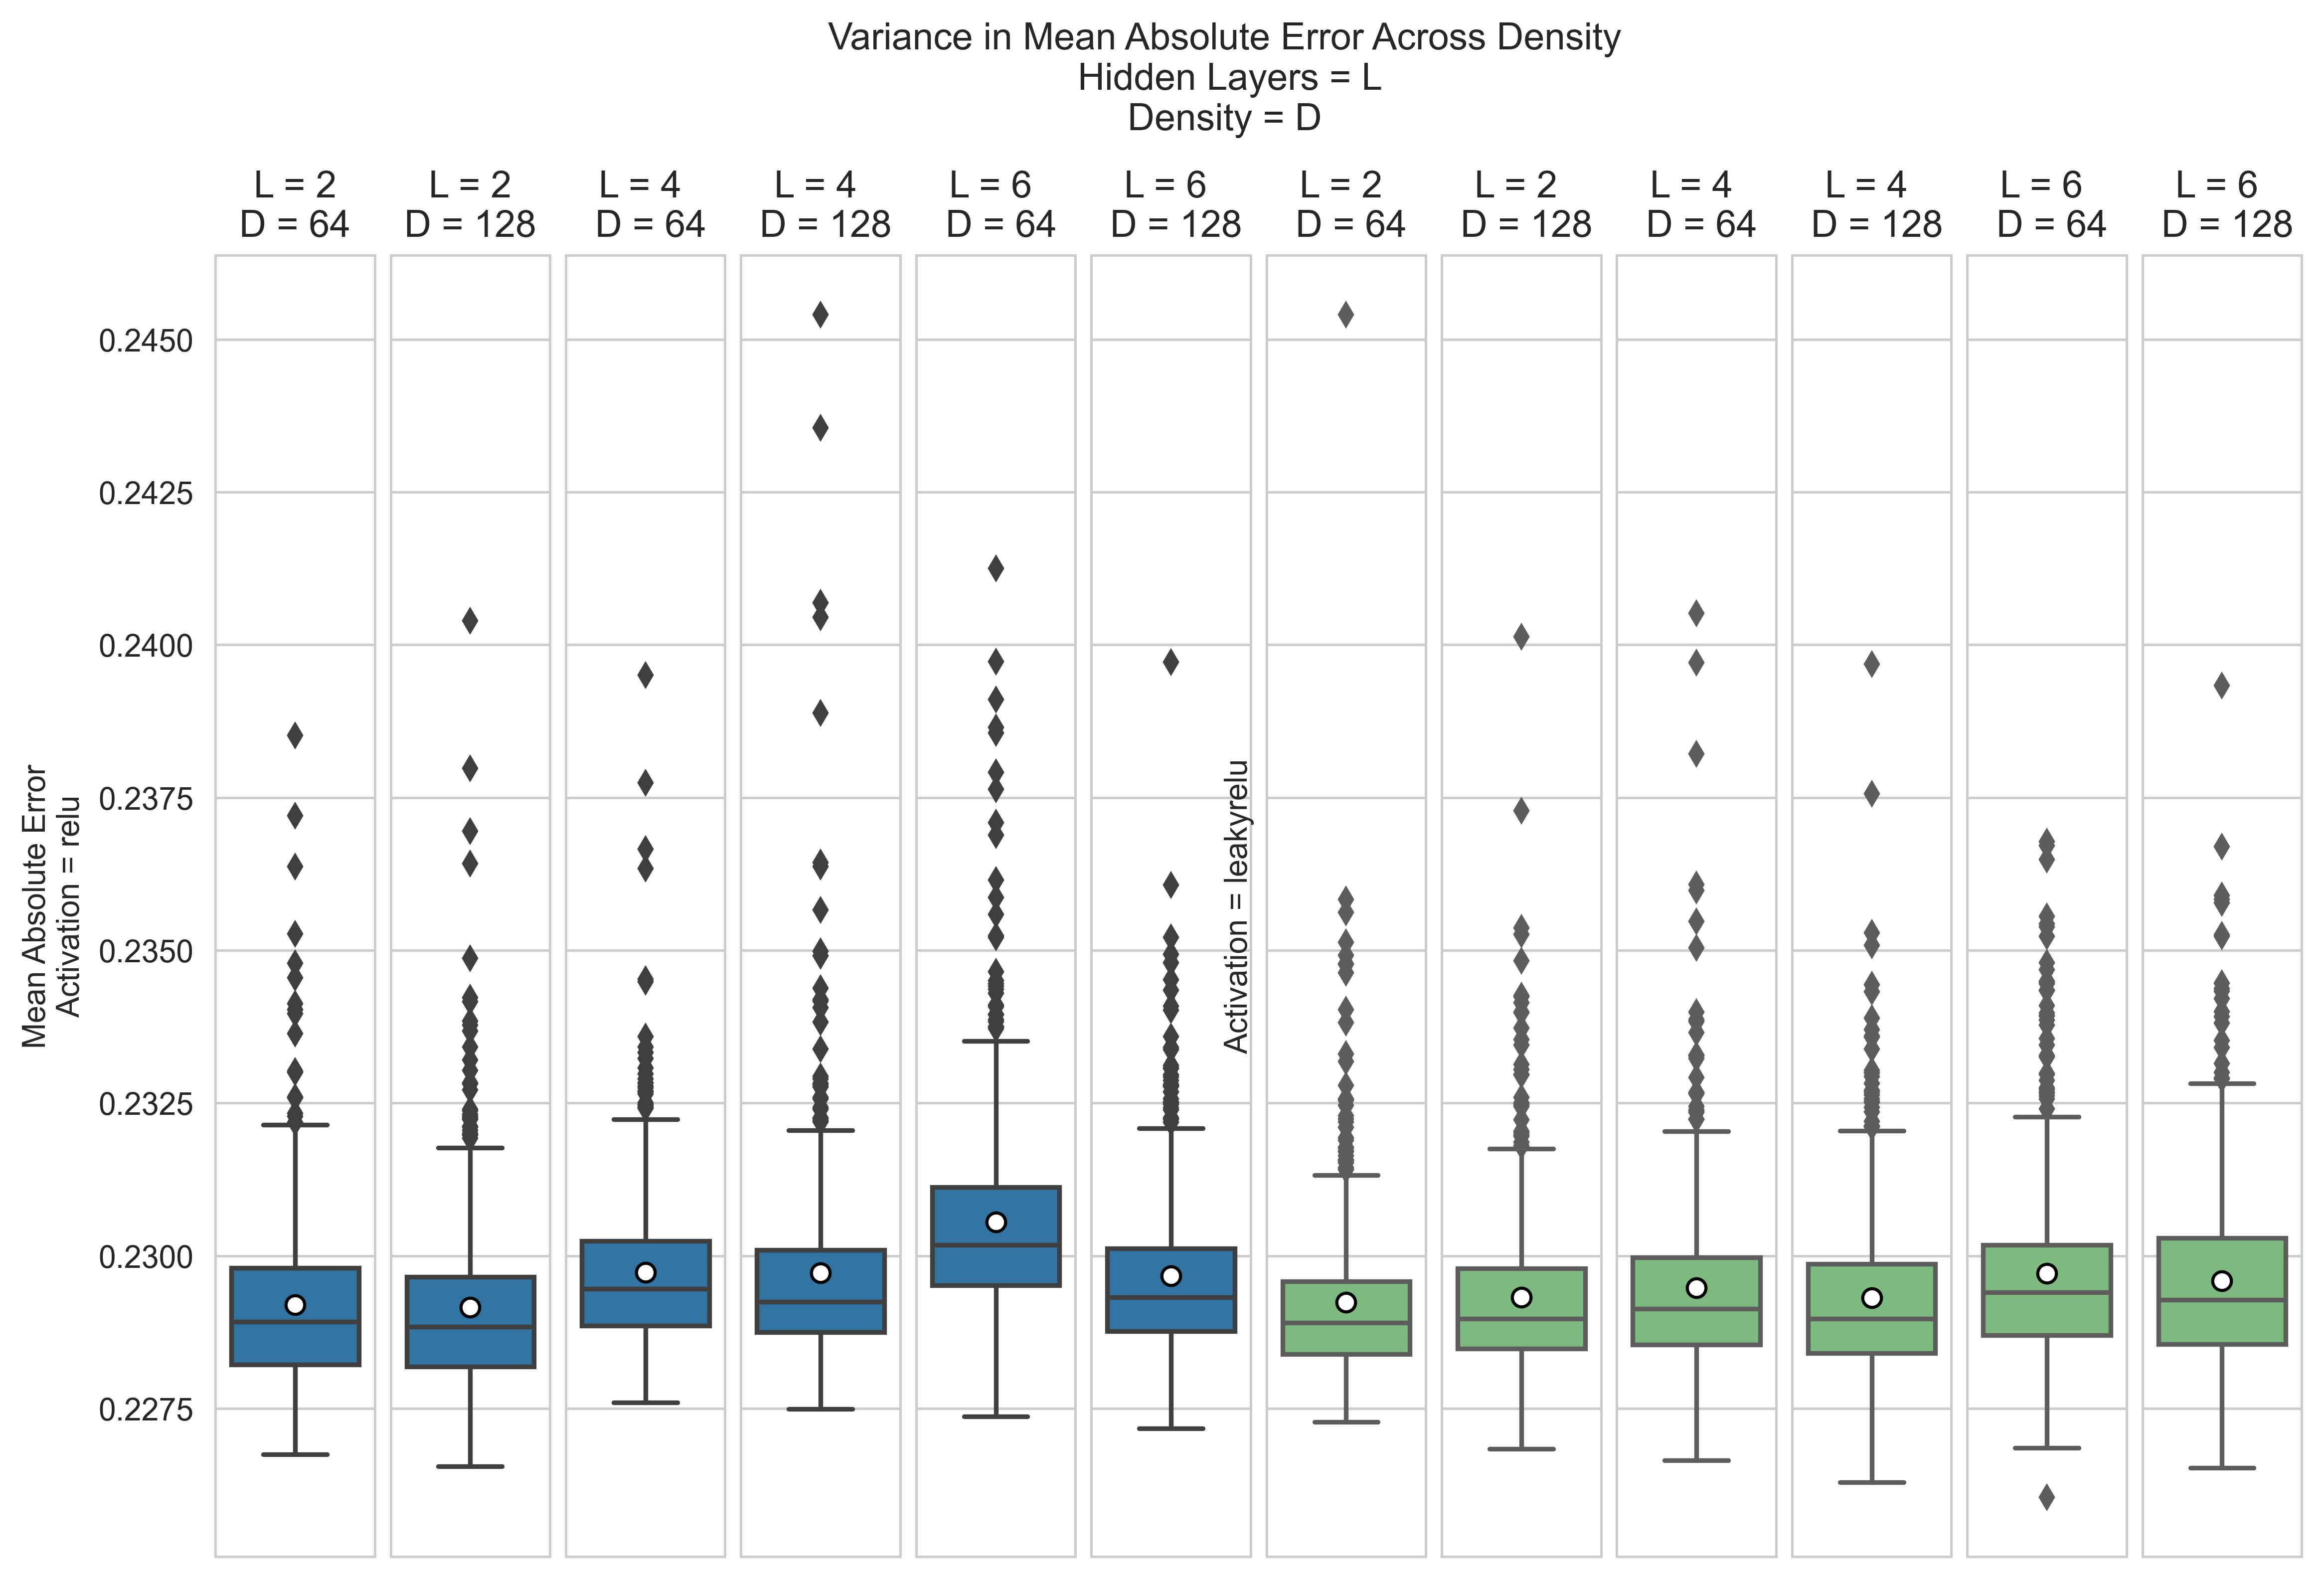 Variance in Mean Absolute Error Across Density
Hidden Layers = L
Density = D
L = 2
D = 64
L = 2
D = 128
L = 4
D = 64
L = 4
D = 128
L = 6
D = 64
L = 6
D = 128
L = 2
D = 64
L = 2
D = 128
L = 4
D = 64
L = 4
D = 128
L = 6
D = 64
L = 6
D = 128
Mean Absolute Error
Activation = relu
0.2450
0.2425
0.2400
0.2375
0.2350
0.2325
0.2300
0.2275
Activation = leakyrelu